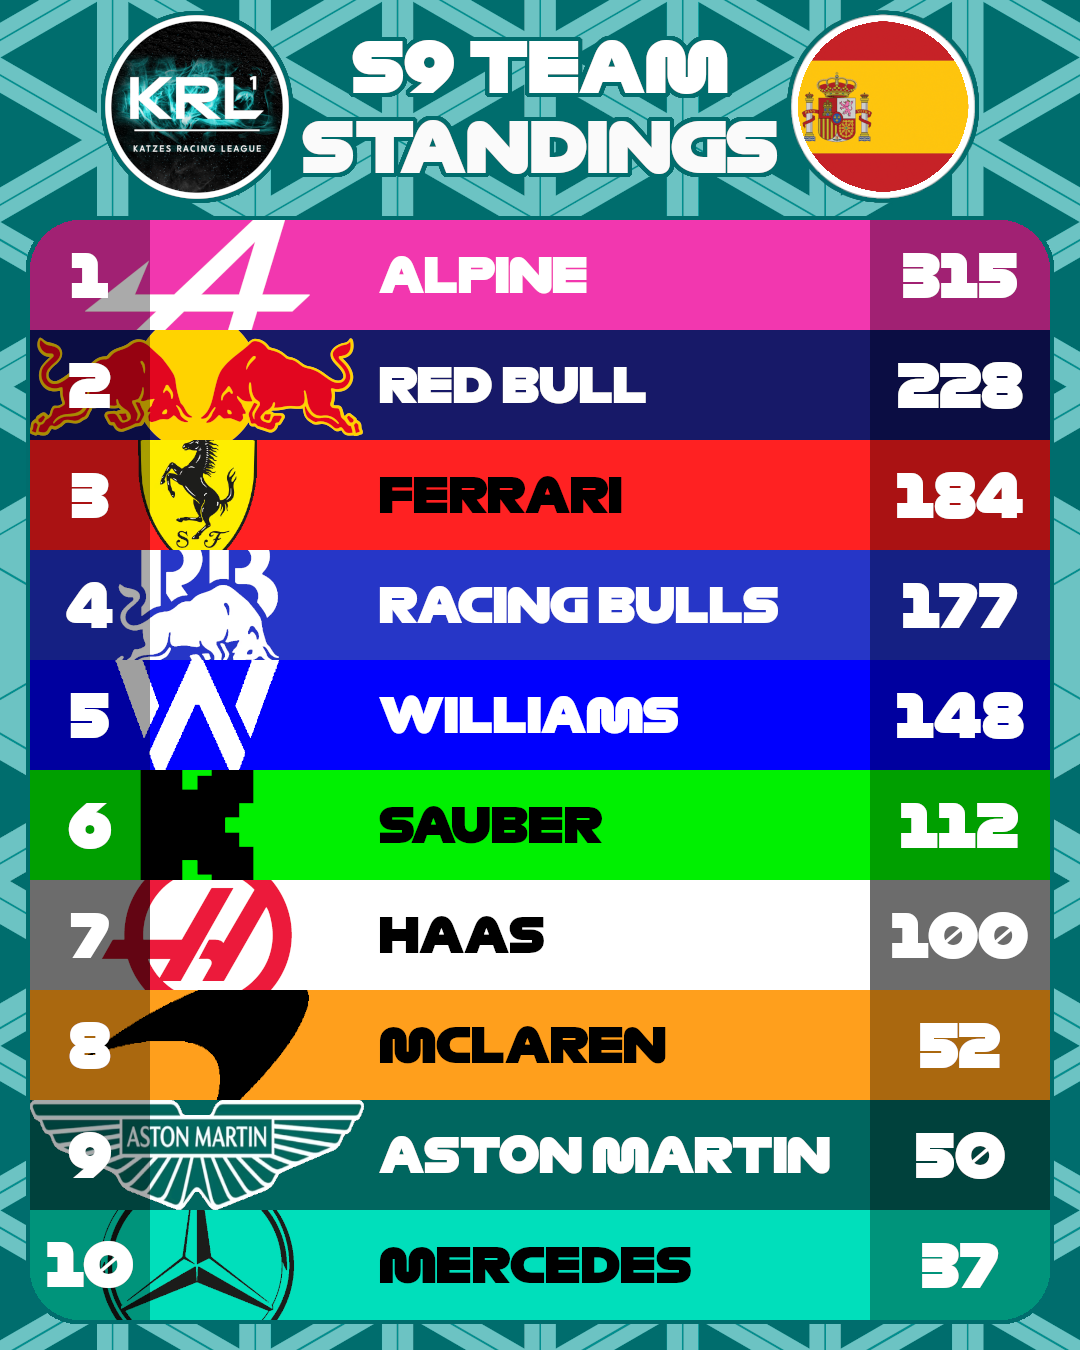 KRL1
KATZES RACING LEAGUE
S9 TEAM
STANDINGS
1 ALPINE 315
2 RED BULL 228
3 S F FERRARI 184
4 RB RACING BULLS 177
5 W WILLIAMS 148
6 K SAUBER 112
7 H HAAS 100
8 MCLAREN 52
9 ASTON MARTIN ASTON MARTIN 50
10 MERCEDES 37